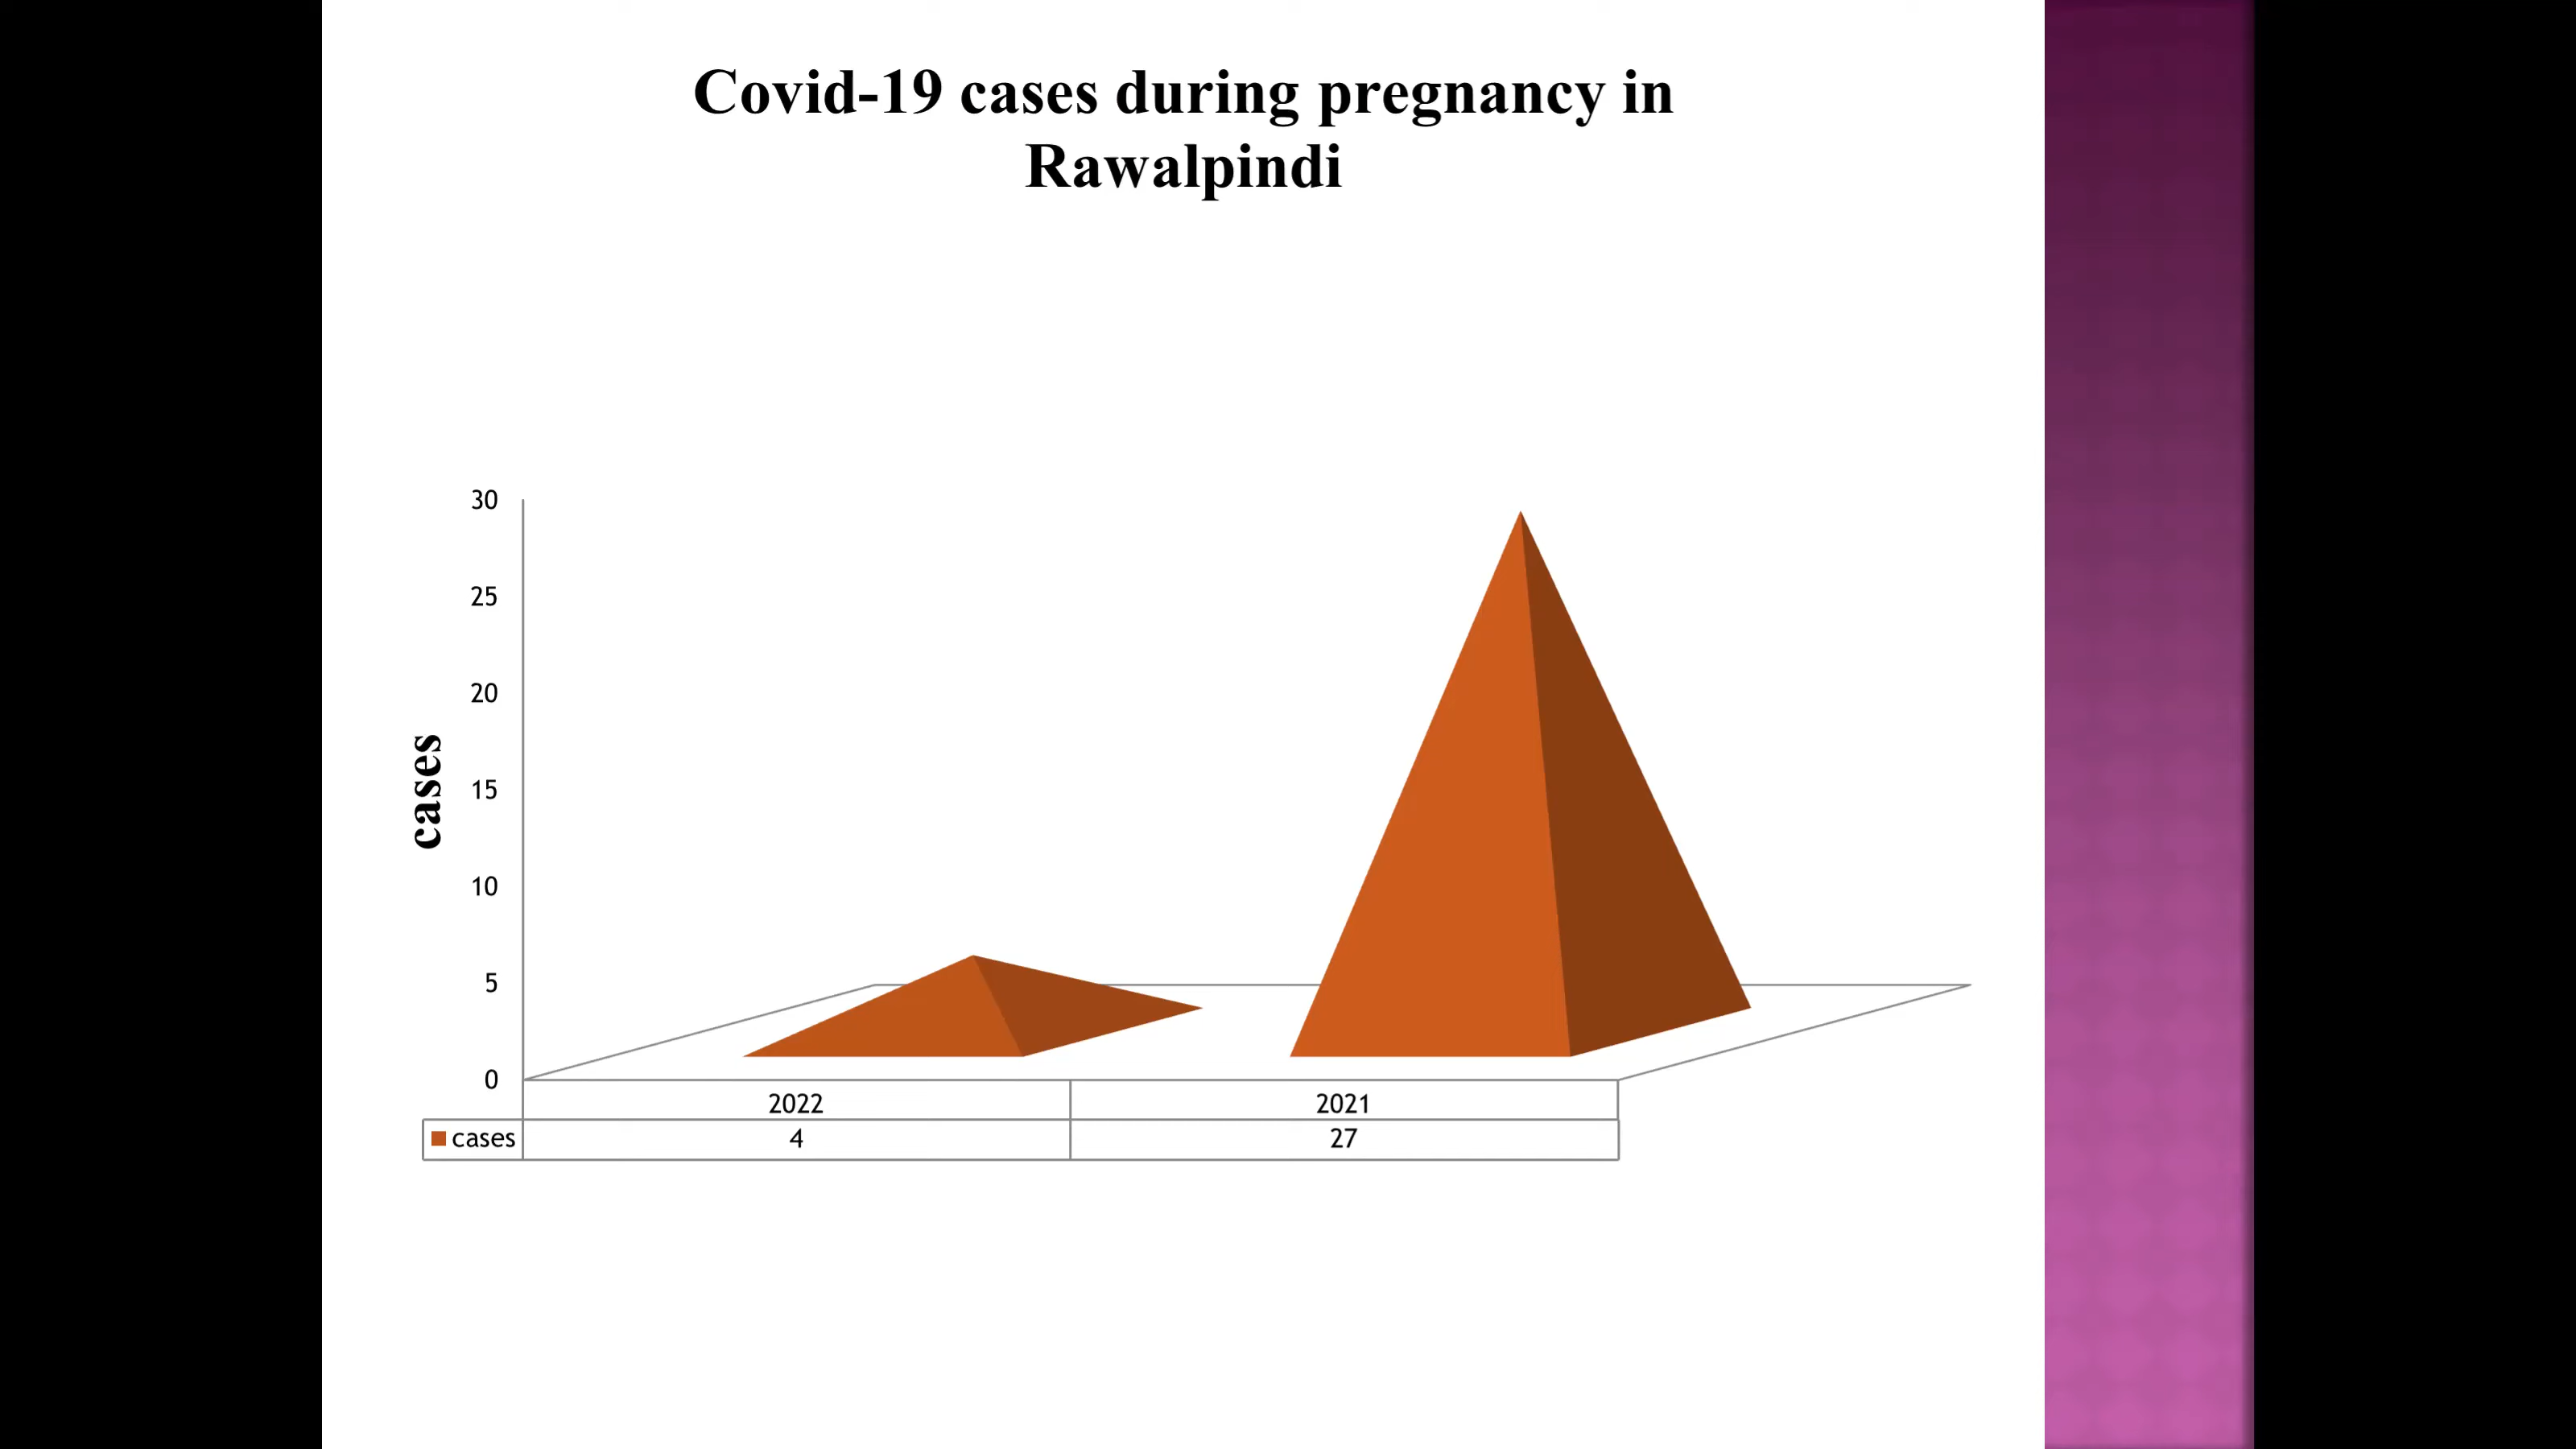 Covid-19 cases during pregnancy in
Rawalpindi
30
25
20
15
10
5
0
cases
2022 2021
cases 4 27